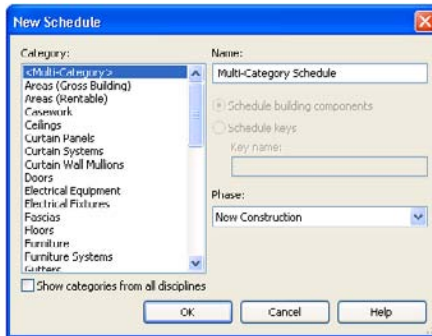 New Schedule
Category:
<Multi-Category>
Areas (Gross Building)
Areas (Rentable)
Casework
Ceilings
Curtain Panels
Curtain Systems
Curtain Wall Mullions
Doors
Electrical Equipment
Electrical Fixtures
Fascias
Floors
Furniture
Furniture Systems
Gutters
Show categories from all disciplines
Name:
Multi-Category Schedule
Schedule building components
Schedule keys
Key name:
Phase:
New Construction
OK
Cancel
Help